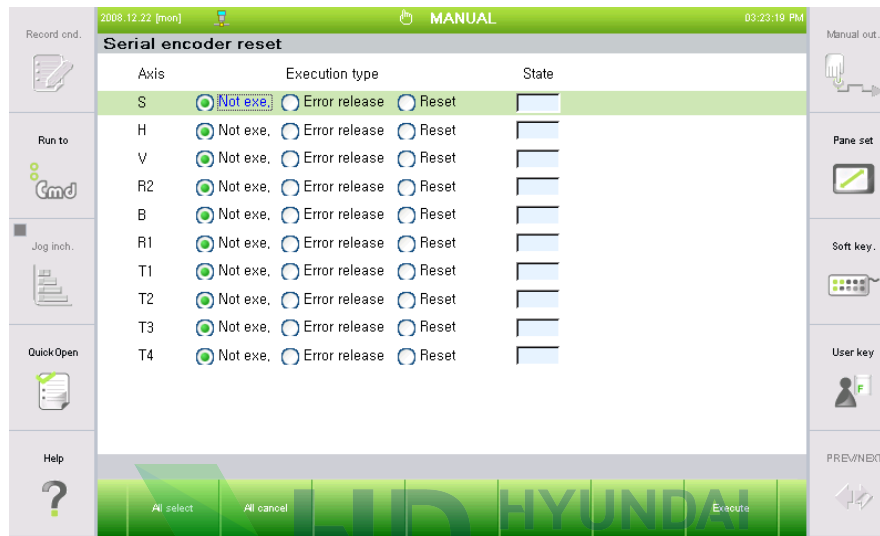 2008.12.22 [mon] MANUAL 03:23:19 PM
Serial encoder reset
Record cnd.
Run to
Cmd
Jog inch.
QuickOpen
Help
?
Axis Execution type State
S Not exe, Error release Reset
H Not exe, Error release Reset
V Not exe, Error release Reset
R2 Not exe, Error release Reset
B Not exe, Error release Reset
R1 Not exe, Error release Reset
T1 Not exe, Error release Reset
T2 Not exe, Error release Reset
T3 Not exe, Error release Reset
T4 Not exe, Error release Reset
Manual out.
Pane set
Soft key.
User key
F
PREV/NEXT
All select All cancel Execute
HD HYUNDAI